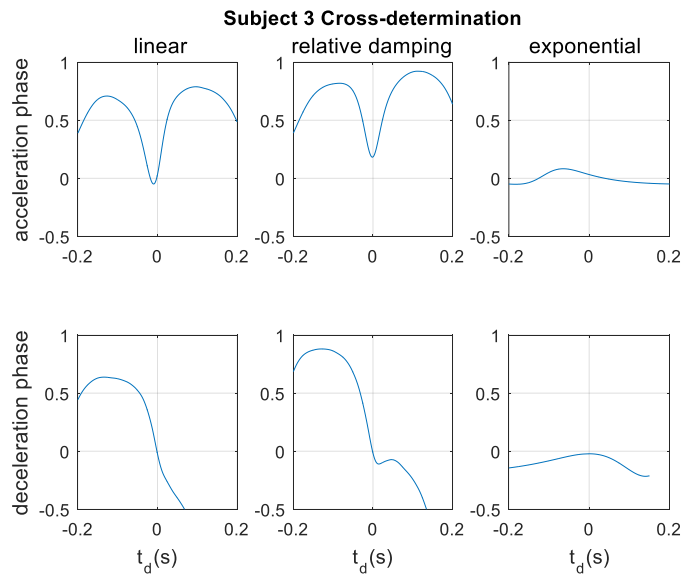 Subject 3 Cross-determination
linear relative damping exponential
acceleration phase
1 1 1
0.5 0.5 0.5
0 0 0
-0.5 -0.5 -0.5
-0.2 0 0.2 -0.2 0 0.2 -0.2 0 0.2
deceleration phase
1 1 1
0.5 0.5 0.5
0 0 0
-0.5 -0.5 -0.5
-0.2 0 0.2 -0.2 0 0.2 -0.2 0 0.2
t_d(s) t_d(s) t_d(s)